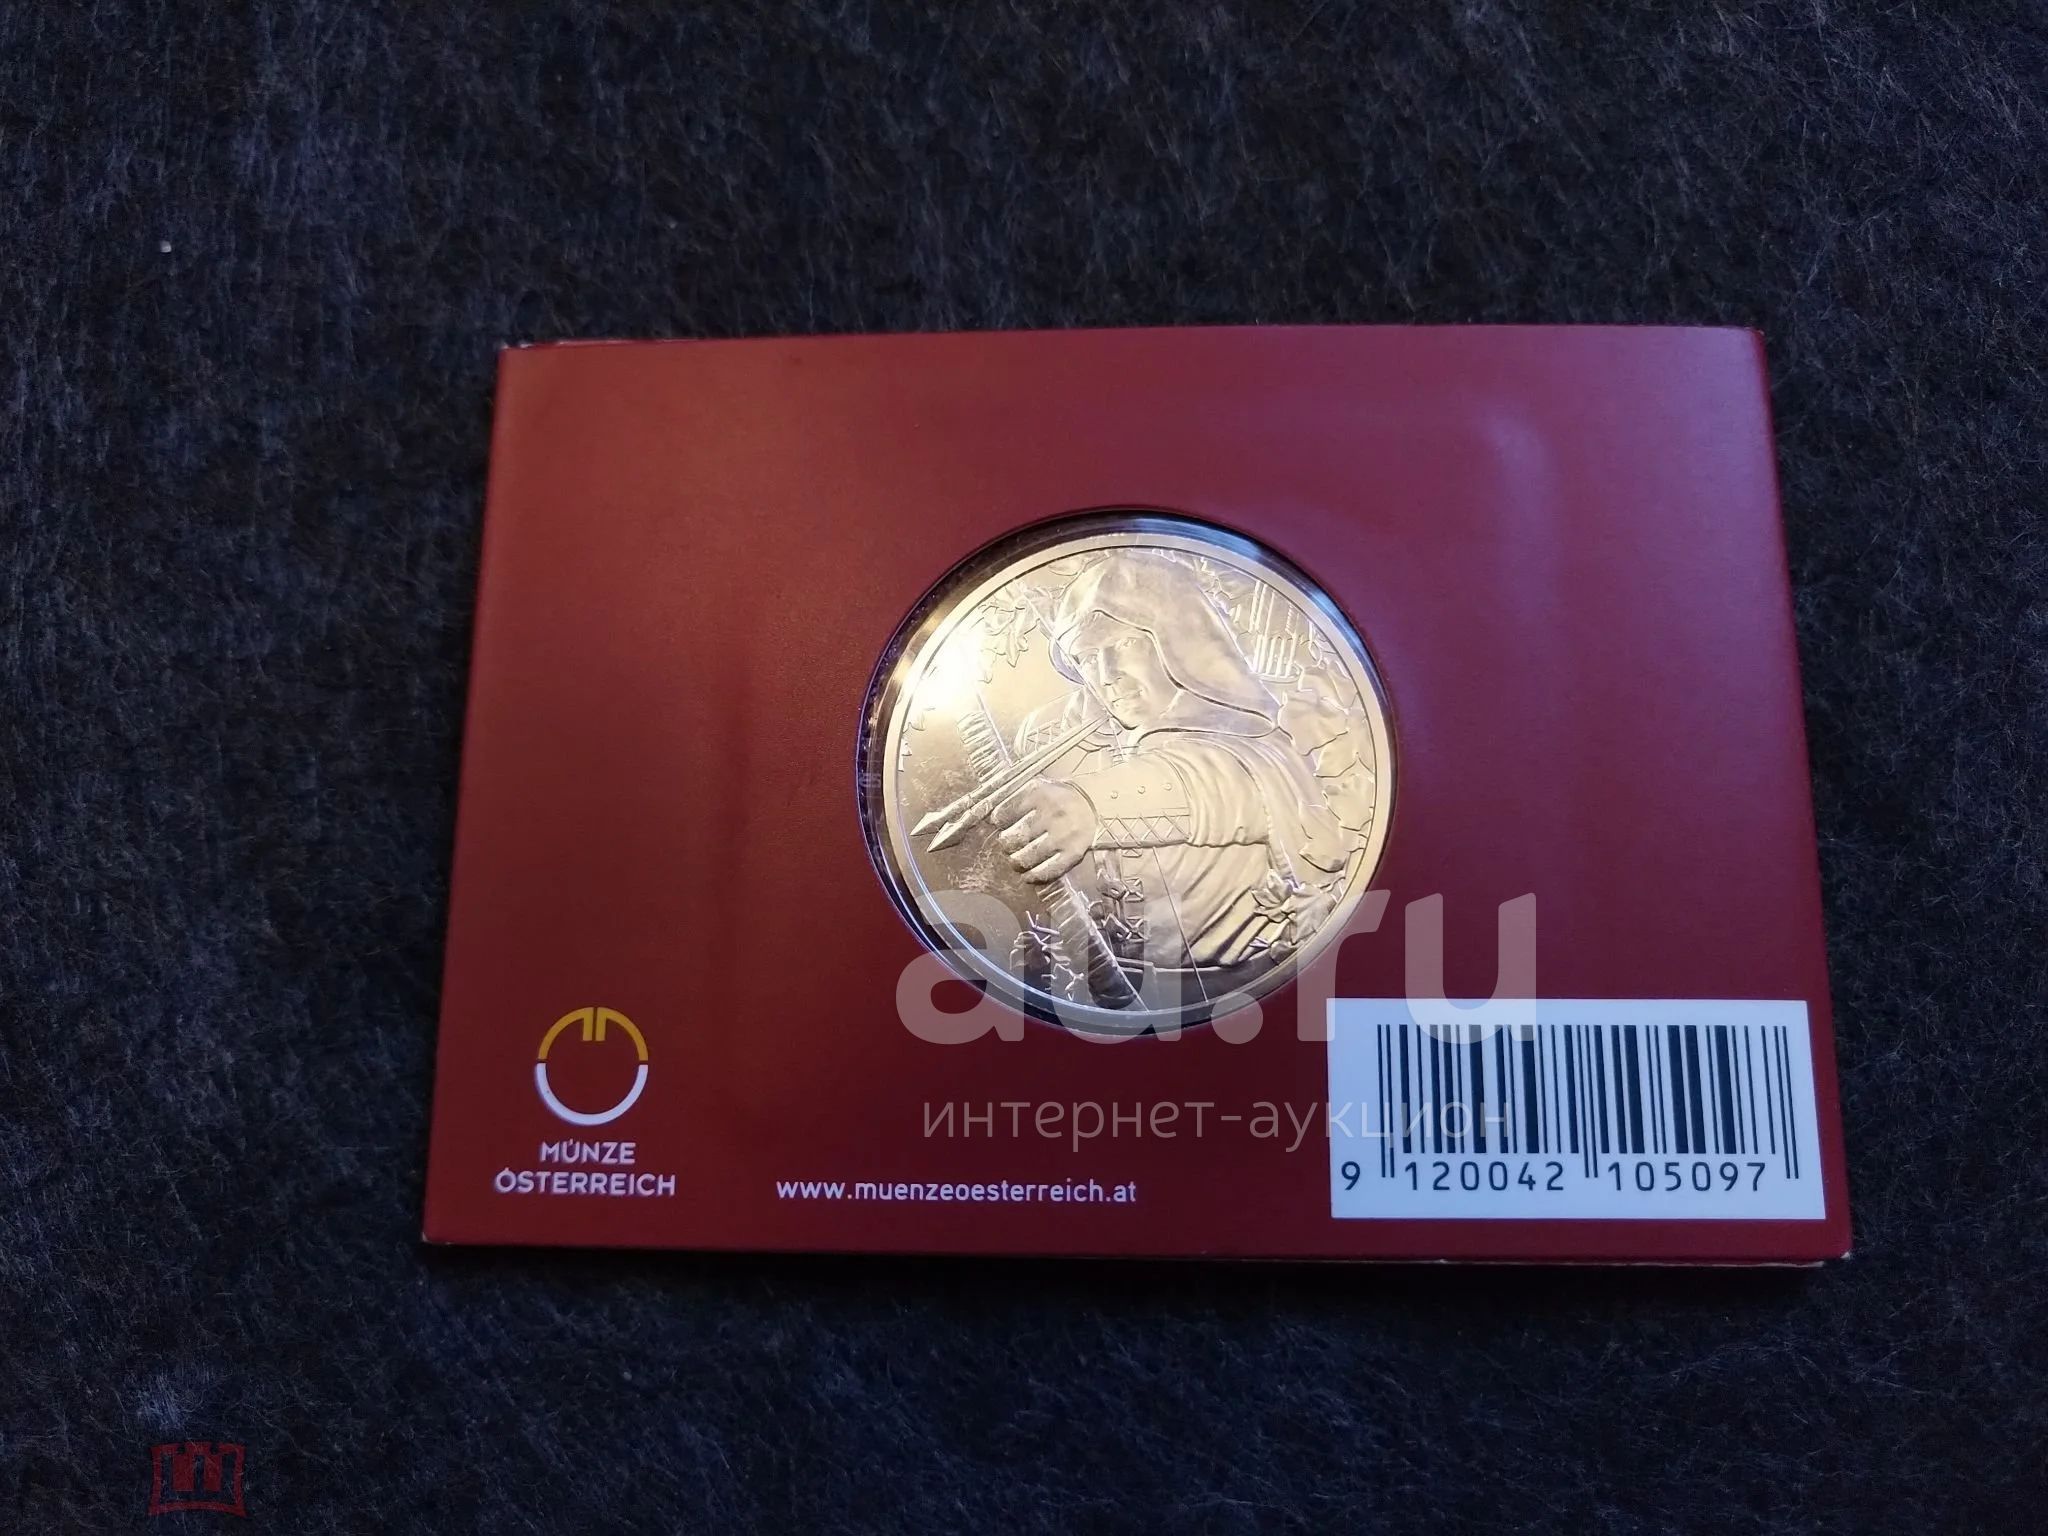 au.ru
интернет-аукцион
MÜNZE
ÖSTERREICH
www.muenzeoesterreich.at
9 120042 105097